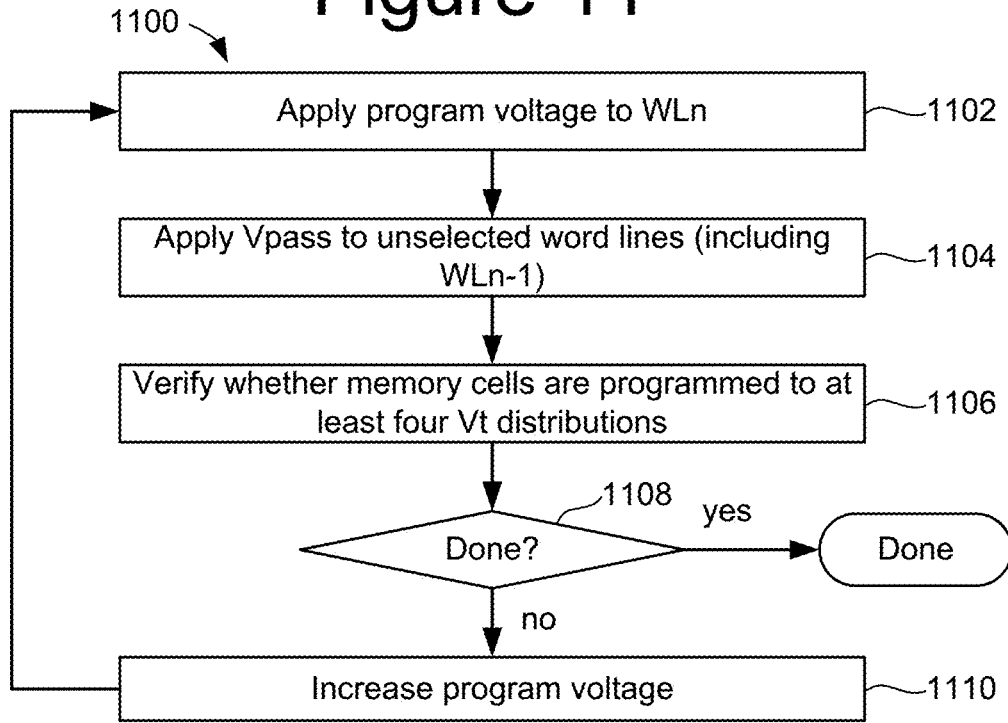 Figure 11
1100
Apply program voltage to WLn
1102
Apply Vpass to unselected word lines (including
WLn-1)
1104
Verify whether memory cells are programmed to at
least four Vt distributions
1106
1108
Done?
yes
Done
no
Increase program voltage
1110